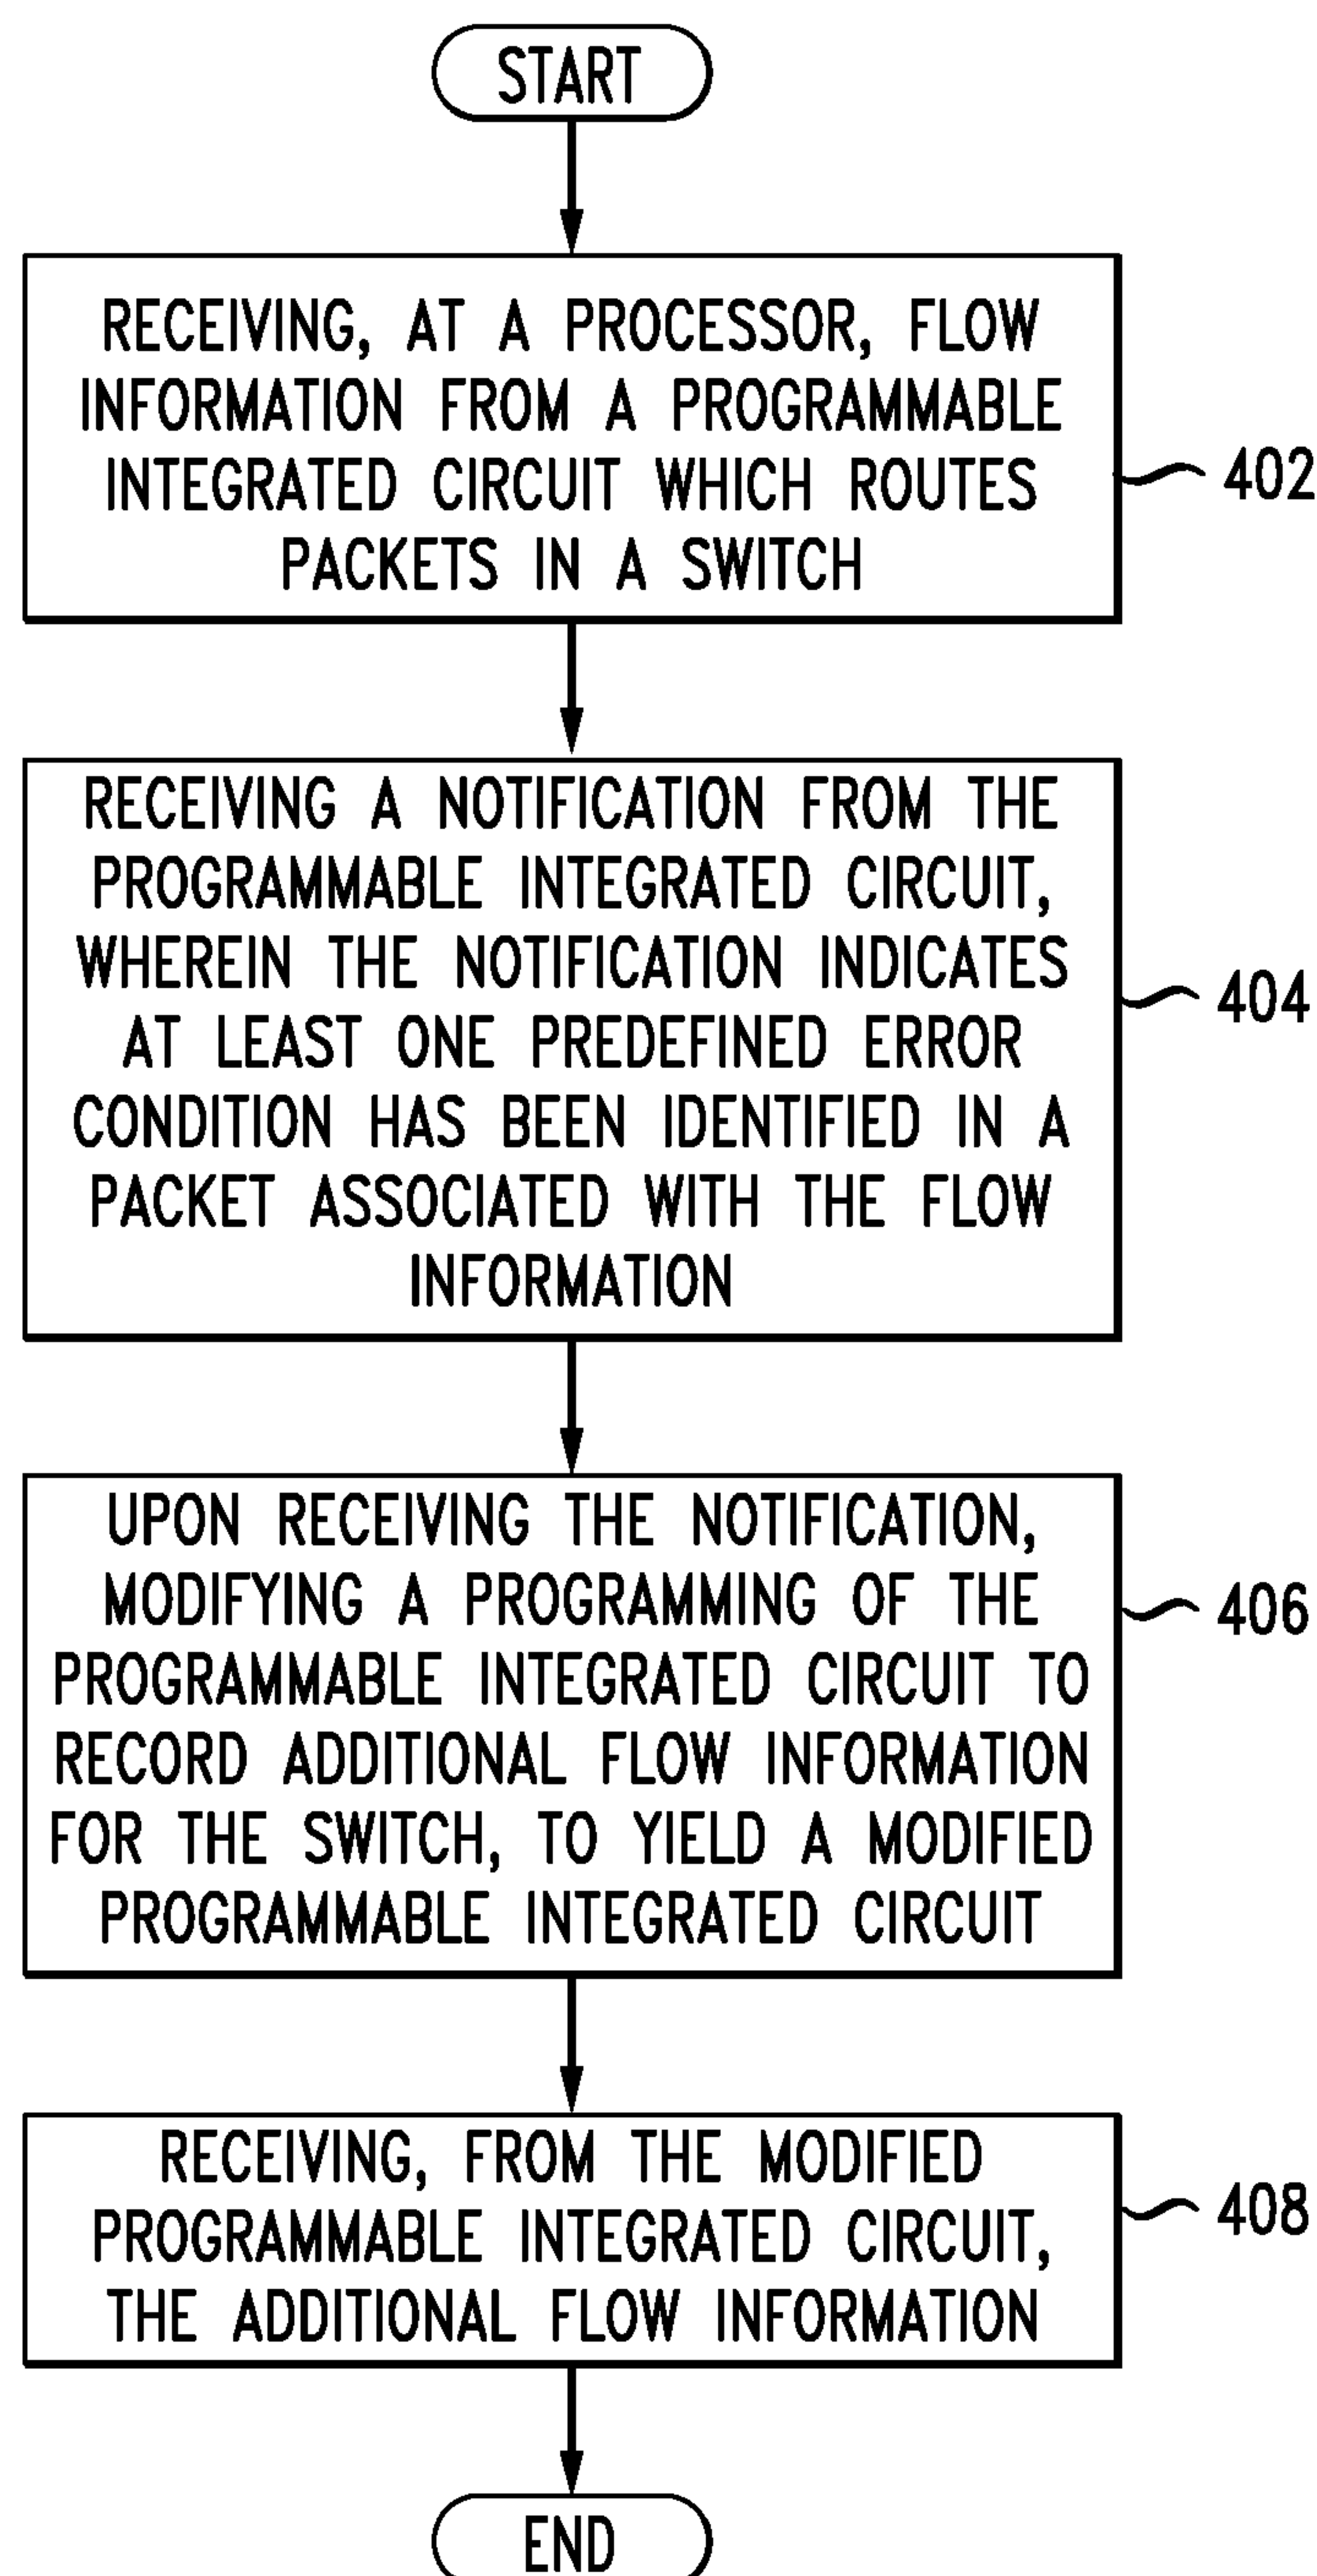 START
RECEIVING, AT A PROCESSOR, FLOW
INFORMATION FROM A PROGRAMMABLE
INTEGRATED CIRCUIT WHICH ROUTES
PACKETS IN A SWITCH
402
RECEIVING A NOTIFICATION FROM THE
PROGRAMMABLE INTEGRATED CIRCUIT,
WHEREIN THE NOTIFICATION INDICATES
AT LEAST ONE PREDEFINED ERROR
CONDITION HAS BEEN IDENTIFIED IN A
PACKET ASSOCIATED WITH THE FLOW
INFORMATION
404
UPON RECEIVING THE NOTIFICATION,
MODIFYING A PROGRAMMING OF THE
PROGRAMMABLE INTEGRATED CIRCUIT TO
RECORD ADDITIONAL FLOW INFORMATION
FOR THE SWITCH, TO YIELD A MODIFIED
PROGRAMMABLE INTEGRATED CIRCUIT
406
RECEIVING, FROM THE MODIFIED
PROGRAMMABLE INTEGRATED CIRCUIT,
THE ADDITIONAL FLOW INFORMATION
408
END